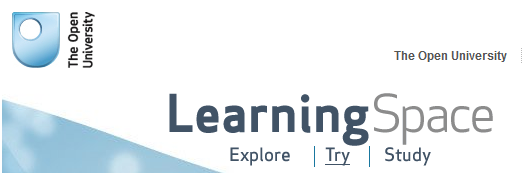 The Open
University
The Open University
LearningSpace
Explore | Try | Study